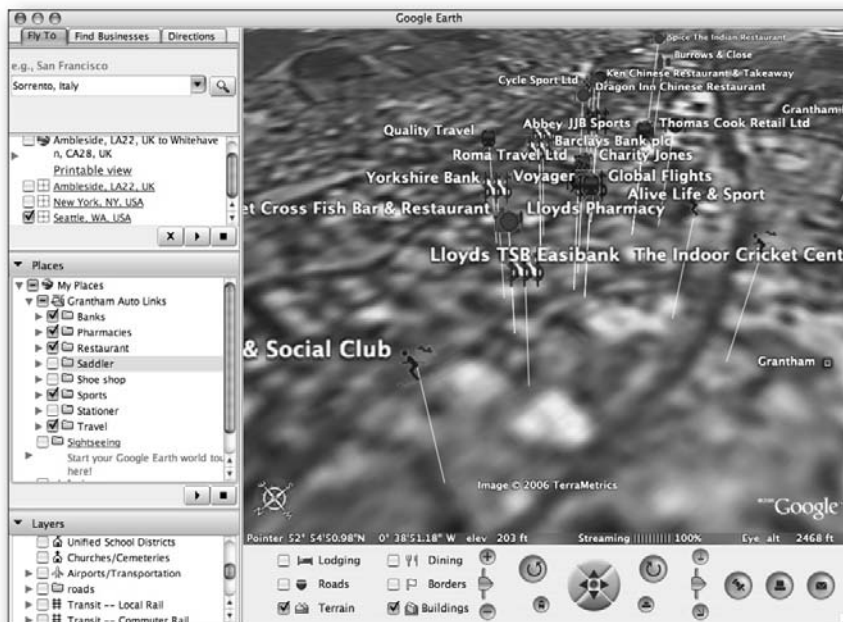 Google Earth
Fly To
Find Businesses
Directions
e.g., San Francisco
Sorrento, Italy
Ambleside, LA22, UK to Whitehave
n, CA28, UK
Printable view
Ambleside, LA22, UK
New York, NY, USA
Seattle, WA, USA
Places
My Places
Grantham Auto Links
Banks
Pharmacies
Restaurant
Saddler
Shoe shop
Sports
Stationer
Travel
Sightseeing
Start your Google Earth world tou
here!
Layers
Unified School Districts
Churches/Cemeteries
Airports/Transportation
roads
Transit -- Local Rail
Transit -- Commuter Rail
Spice The Indian Restaurant
Burrows & Close
Ken Chinese Restaurant & Takeaway
Cycle Sport Ltd
Dragon Inn Chinese Restaurant
Grantham
Quality Travel
Abbey
JJB Sports
Thomas Cook Retail Ltd
Barclays Bank plc
Roma Travel Ltd
Charity Jones
Yorkshire Bank
Voyager
Global Flights
Alive Life & Sport
et Cross Fish Bar & Restaurant
Lloyds Pharmacy
Lloyds TSB
Easibank
The Indoor Cricket Cent
& Social Club
Grantham
Image © 2006 TerraMetrics
Google
Pointer 52° 54'50.98"N 0° 38'51.18" W elev 203 ft Streaming 100% Eye alt 2468 ft
Lodging
Dining
Roads
Borders
Terrain
Buildings